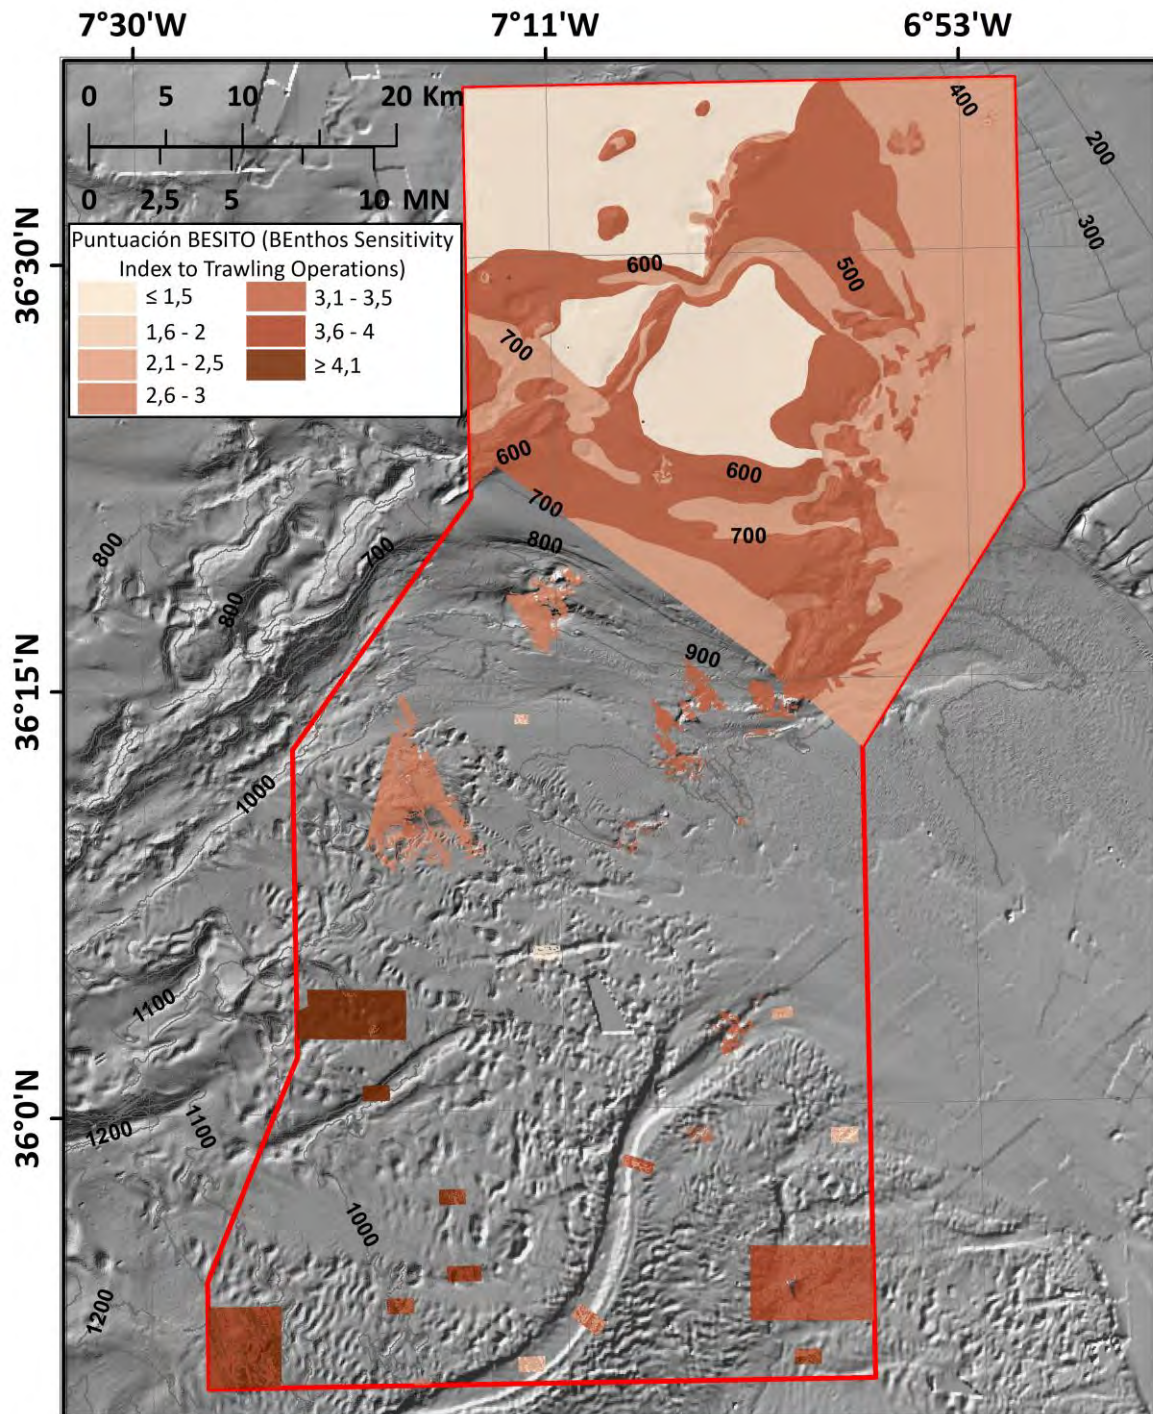 7°30'W 7°11'W 6°53'W
0 5 10 20 Km
0 2,5 5 10 MN
Puntuación BESITO (BEnthos Sensitivity
Index to Trawling Operations)
≤ 1,5 3,1 - 3,5
1,6 - 2 3,6 - 4
2,1 - 2,5 ≥ 4,1
2,6 - 3
36°30'N
36°15'N
36°0'N
400
200
300
600
500
700
600
600
700
700
800
700
800
800
900
1000
1100
1200
1100
1000
1200